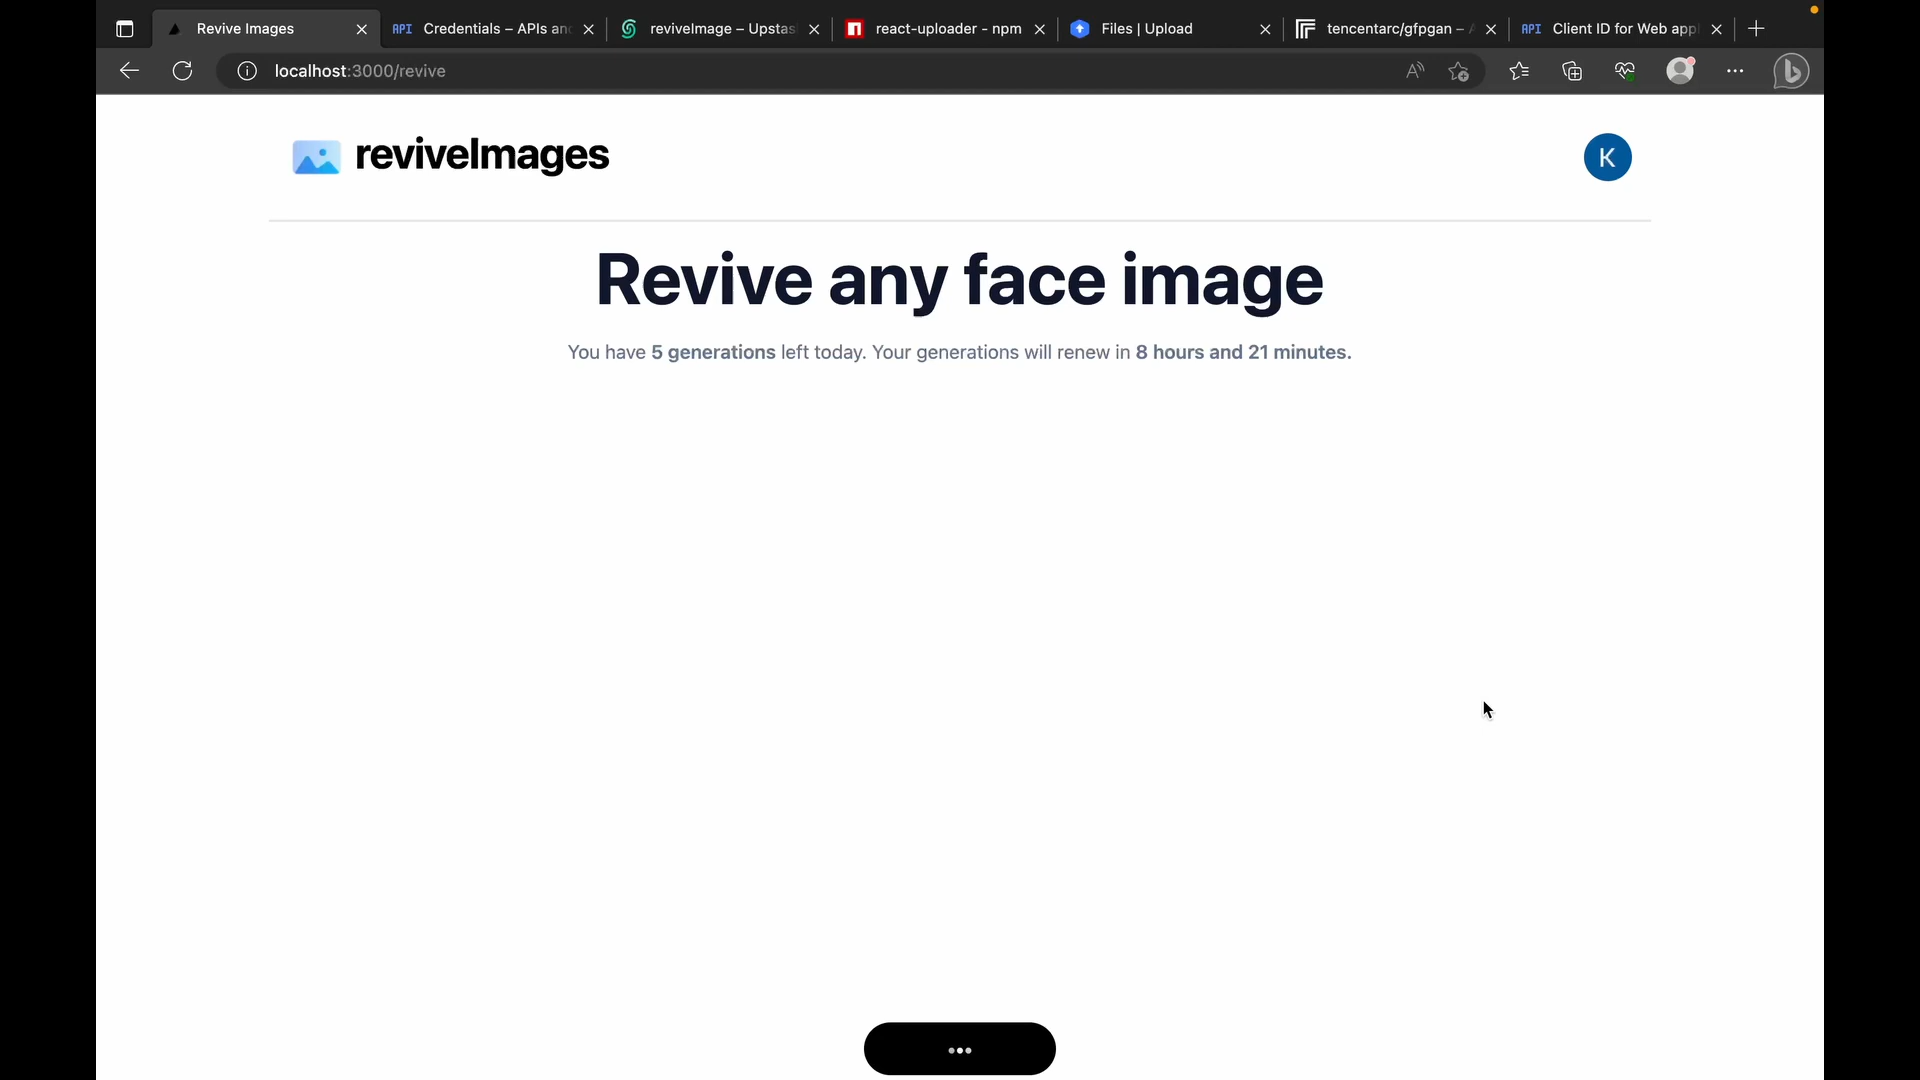 Revive Images
API Credentials – APIs an
reviveImage – Upstas
n react-uploader - npm
Files | Upload
tencentarc/gfpgan –
API Client ID for Web app
localhost:3000/revive
reviveImages
K
Revive any face image
You have 5 generations left today. Your generations will renew in 8 hours and 21 minutes.